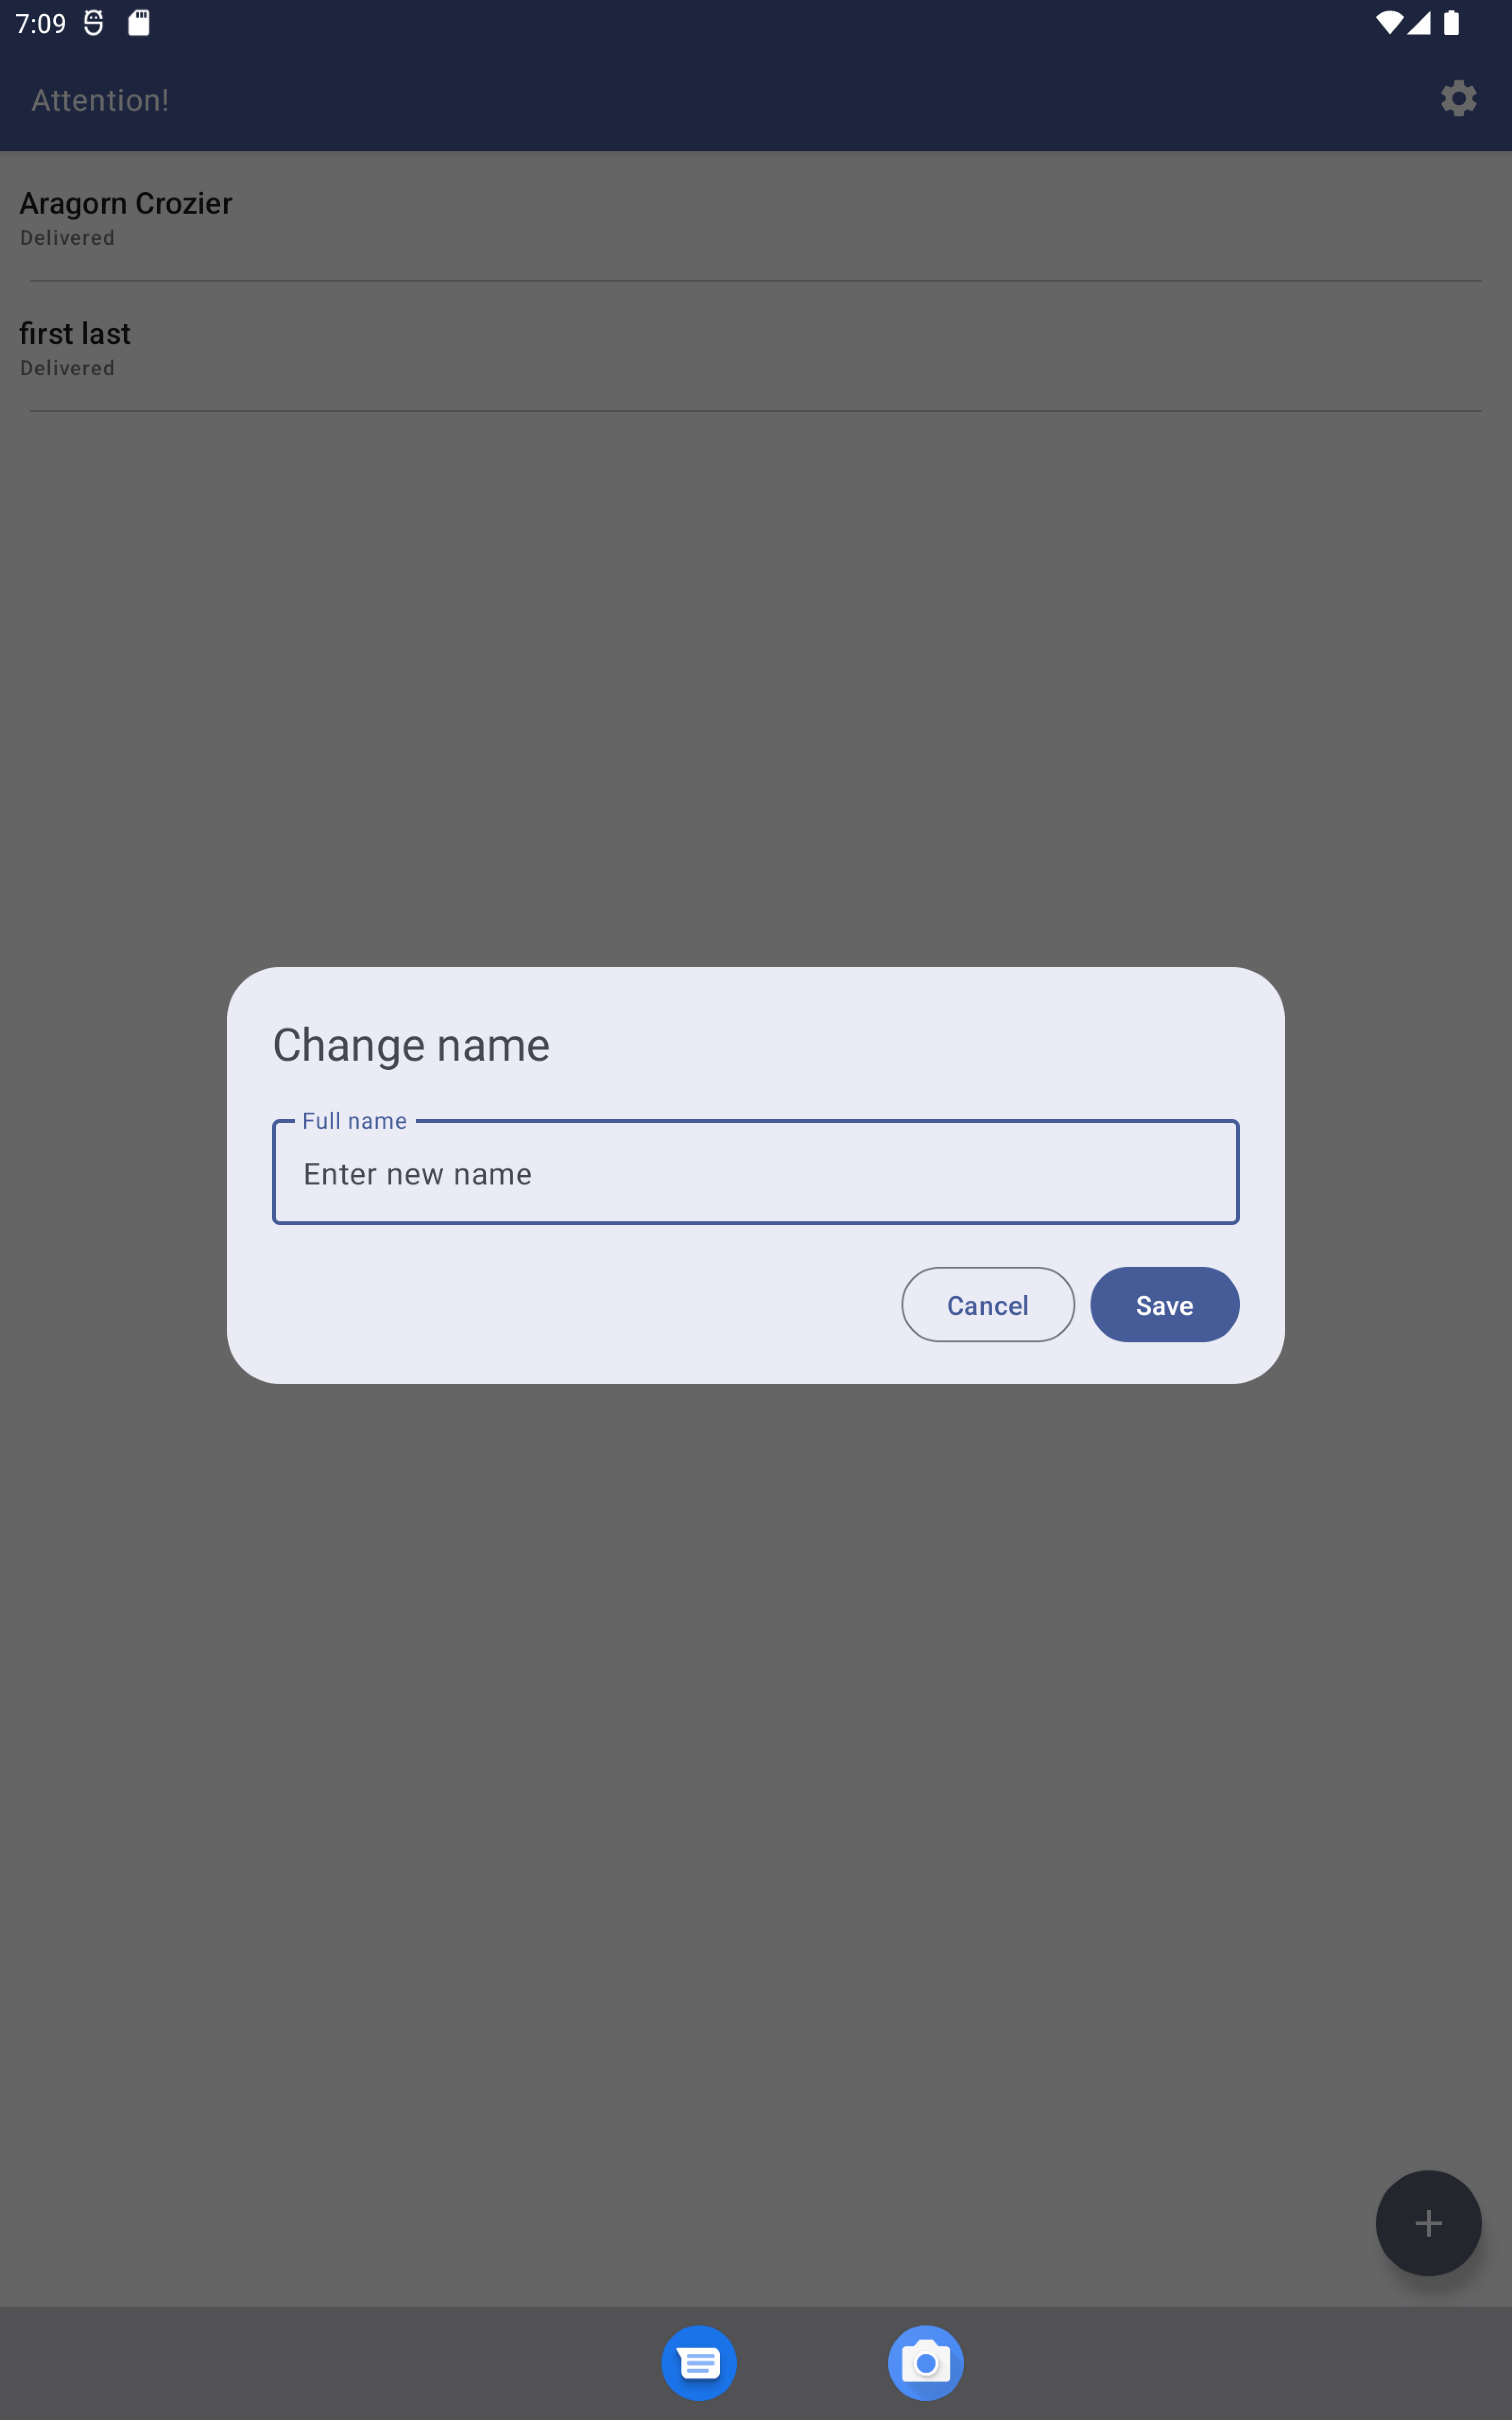 7:09
Attention!
Aragorn Crozier
Delivered
first last
Delivered
Change name
Full name
Enter new name
Cancel
Save